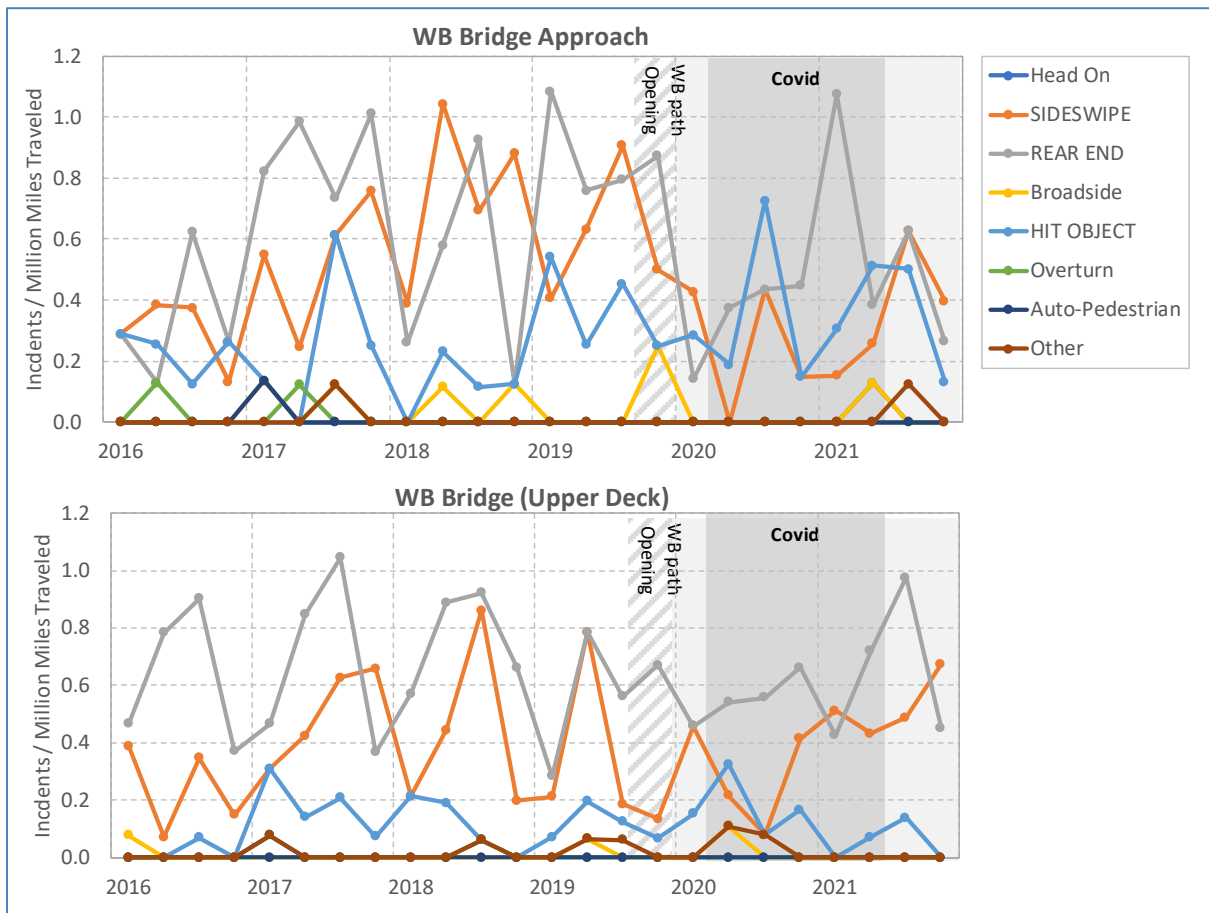 WB Bridge Approach
Incdents / Million Miles Traveled
1.2
1.0
0.8
0.6
0.4
0.2
0.0
2016
2017
2018
2019
2020
2021
WB path
Opening
Covid
Head On
SIDESWIPE
REAR END
Broadside
HIT OBJECT
Overturn
Auto-Pedestrian
Other
WB Bridge (Upper Deck)
Incdents / Million Miles Traveled
1.2
1.0
0.8
0.6
0.4
0.2
0.0
2016
2017
2018
2019
2020
2021
WB path
Opening
Covid